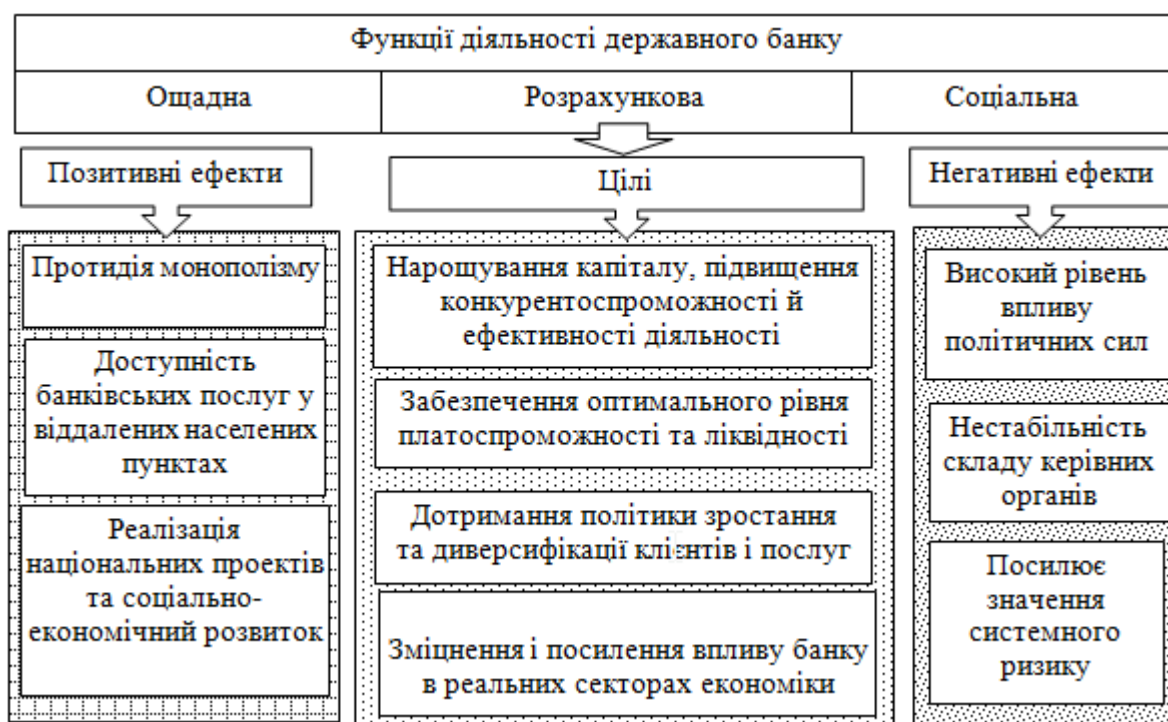 Функції діяльності державного банку
Ощадна
Розрахункова
Соціальна
Позитивні ефекти
Цілі
Негативні ефекти
Протидія монополізму
Доступність
банківських послуг у
віддалених населених
пунктах
Реалізація
національних проектів
та соціально-
економічний розвиток
Нарощування капіталу, підвищення
конкурентоспроможності й
ефективності діяльності
Забезпечення оптимального рівня
платоспроможності та ліквідності
Дотримання політики зростання
та диверсифікації клієнтів і послуг
Зміцнення і посилення впливу банку
в реальних секторах економіки
Високий рівень
впливу
політичних сил
Нестабільність
складу керівних
органів
Посилює
значення
системного
ризику